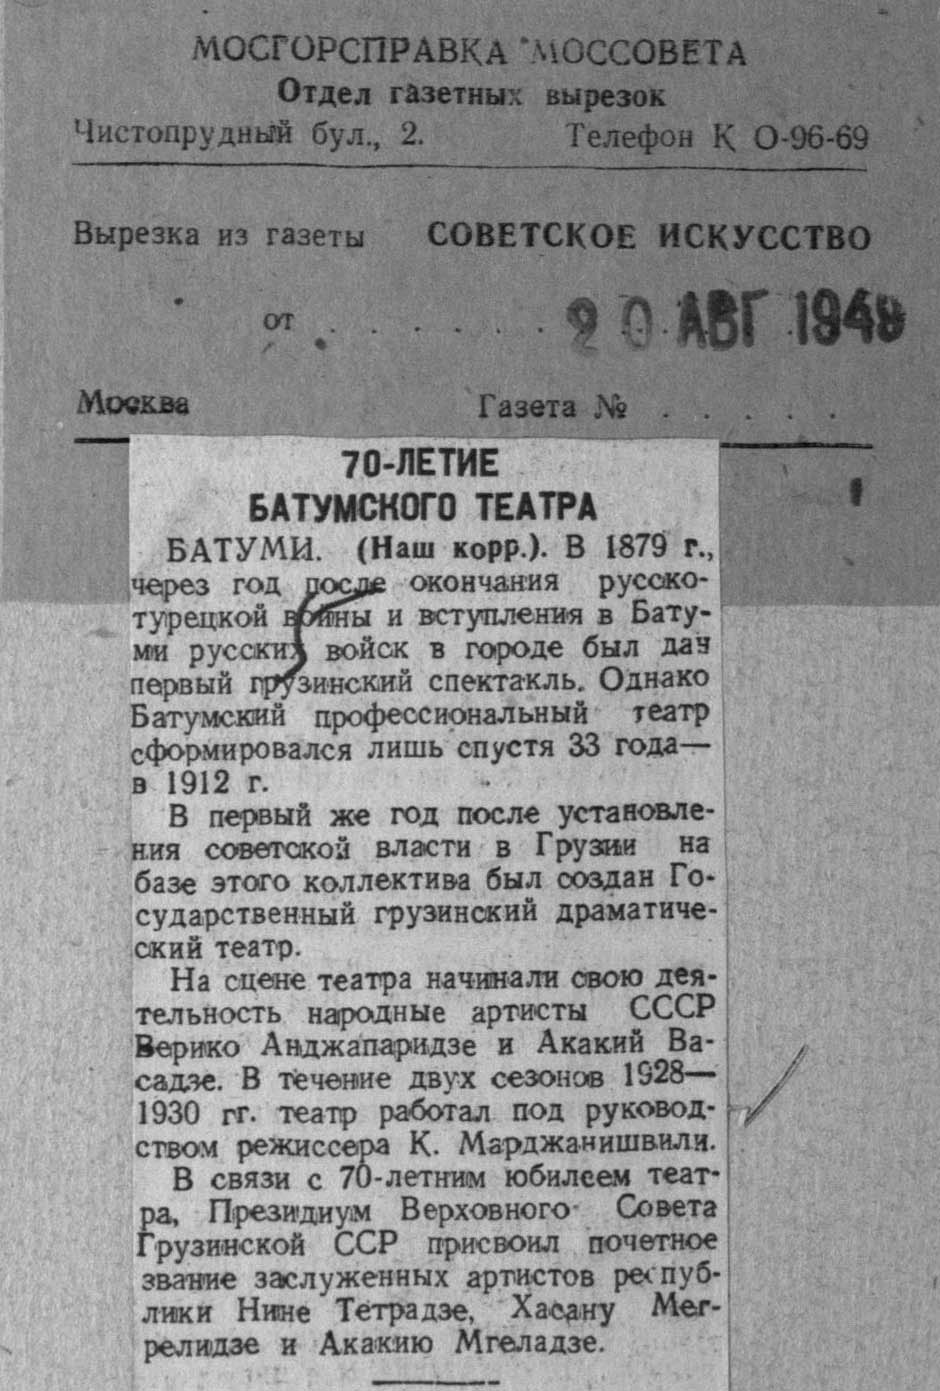 МОСГОРСПРАВКА МОССОВЕТА
Отдел газетных вырезок
Чистопрудный бул., 2. Телефон К 0-96-69
Вырезка из газеты СОВЕТСКОЕ ИСКУССТВО
от . . . . . . 20 АВГ 1949
Москва Газета № . . . . .
70-ЛЕТИЕ
БАТУМСКОГО ТЕАТРА
БАТУМИ. (Наш корр.). В 1879 г.,
через год после окончания русско-
турецкой войны и вступления в Бату-
ми русских войск в городе был дан
первый грузинский спектакль. Однако
Батумский профессиональный театр
сформировался лишь спустя 33 года—
в 1912 г.
В первый же год после установле-
ния советской власти в Грузии на
базе этого коллектива был создан Го-
сударственный грузинский драматиче-
ский театр.
На сцене театра начинали свою дея-
тельность народные артисты СССР
Верико Анджапаридзе и Акакий Ва-
садзе. В течение двух сезонов 1928—
1930 гг. театр работал под руковод-
ством режиссера К. Марджанишвили.
В связи с 70-летним юбилеем теат-
ра, Президиум Верховного Совета
Грузинской ССР присвоил почетное
звание заслуженных артистов респуб-
лики Нине Тетрадзе, Хасану Мег-
релидзе и Акакию Мгеладзе.